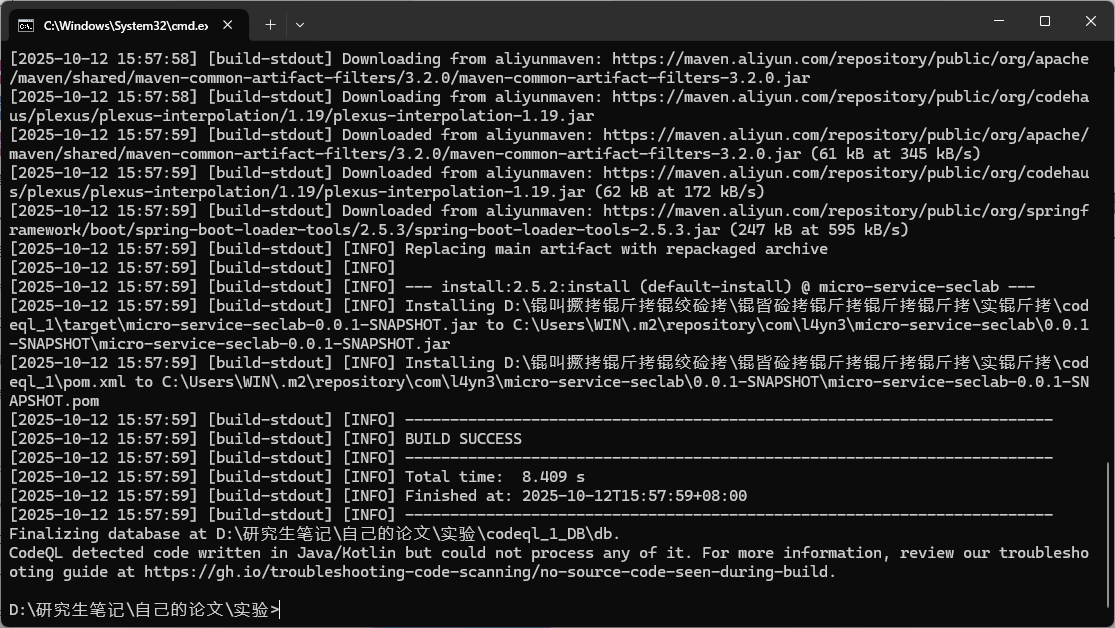 C:\Windows\System32\cmd.ex
[2025-10-12 15:57:58] [build-stdout] Downloading from aliyunmaven: https://maven.aliyun.com/repository/public/org/apache
/maven/shared/maven-common-artifact-filters/3.2.0/maven-common-artifact-filters-3.2.0.jar
[2025-10-12 15:57:58] [build-stdout] Downloading from aliyunmaven: https://maven.aliyun.com/repository/public/org/codeha
us/plexus/plexus-interpolation/1.19/plexus-interpolation-1.19.jar
[2025-10-12 15:57:59] [build-stdout] Downloaded from aliyunmaven: https://maven.aliyun.com/repository/public/org/apache/
maven/shared/maven-common-artifact-filters/3.2.0/maven-common-artifact-filters-3.2.0.jar (61 kB at 345 kB/s)
[2025-10-12 15:57:59] [build-stdout] Downloaded from aliyunmaven: https://maven.aliyun.com/repository/public/org/codehau
s/plexus/plexus-interpolation/1.19/plexus-interpolation-1.19.jar (62 kB at 172 kB/s)
[2025-10-12 15:57:59] [build-stdout] Downloaded from aliyunmaven: https://maven.aliyun.com/repository/public/org/springf
ramework/boot/spring-boot-loader-tools/2.5.3/spring-boot-loader-tools-2.5.3.jar (247 kB at 595 kB/s)
[2025-10-12 15:57:59] [build-stdout] [INFO] Replacing main artifact with repackaged archive
[2025-10-12 15:57:59] [build-stdout] [INFO]
[2025-10-12 15:57:59] [build-stdout] [INFO] --- install:2.5.2:install (default-install) @ micro-service-seclab ---
[2025-10-12 15:57:59] [build-stdout] [INFO] Installing D:\锟叫撅拷锟斤拷锟绞硷拷\锟皆硷拷锟斤拷锟斤拷锟斤拷\实锟斤拷\cod
eql_1\target\micro-service-seclab-0.0.1-SNAPSHOT.jar to C:\Users\WIN\.m2\repository\com\l4yn3\micro-service-seclab\0.0.1
-SNAPSHOT\micro-service-seclab-0.0.1-SNAPSHOT.jar
[2025-10-12 15:57:59] [build-stdout] [INFO] Installing D:\锟叫撅拷锟斤拷锟绞硷拷\锟皆硷拷锟斤拷锟斤拷锟斤拷\实锟斤拷\cod
eql_1\pom.xml to C:\Users\WIN\.m2\repository\com\l4yn3\micro-service-seclab\0.0.1-SNAPSHOT\micro-service-seclab-0.0.1-SN
APSHOT.pom
[2025-10-12 15:57:59] [build-stdout] [INFO] ------------------------------------------------------------------------
[2025-10-12 15:57:59] [build-stdout] [INFO] BUILD SUCCESS
[2025-10-12 15:57:59] [build-stdout] [INFO] ------------------------------------------------------------------------
[2025-10-12 15:57:59] [build-stdout] [INFO] Total time:  8.409 s
[2025-10-12 15:57:59] [build-stdout] [INFO] Finished at: 2025-10-12T15:57:59+08:00
[2025-10-12 15:57:59] [build-stdout] [INFO] ------------------------------------------------------------------------
Finalizing database at D:\研究生笔记\自己的论文\实验\codeql_1_DB\db.
CodeQL detected code written in Java/Kotlin but could not process any of it. For more information, review our troublesho
oting guide at https://gh.io/troubleshooting-code-scanning/no-source-code-seen-during-build.
D:\研究生笔记\自己的论文\实验>